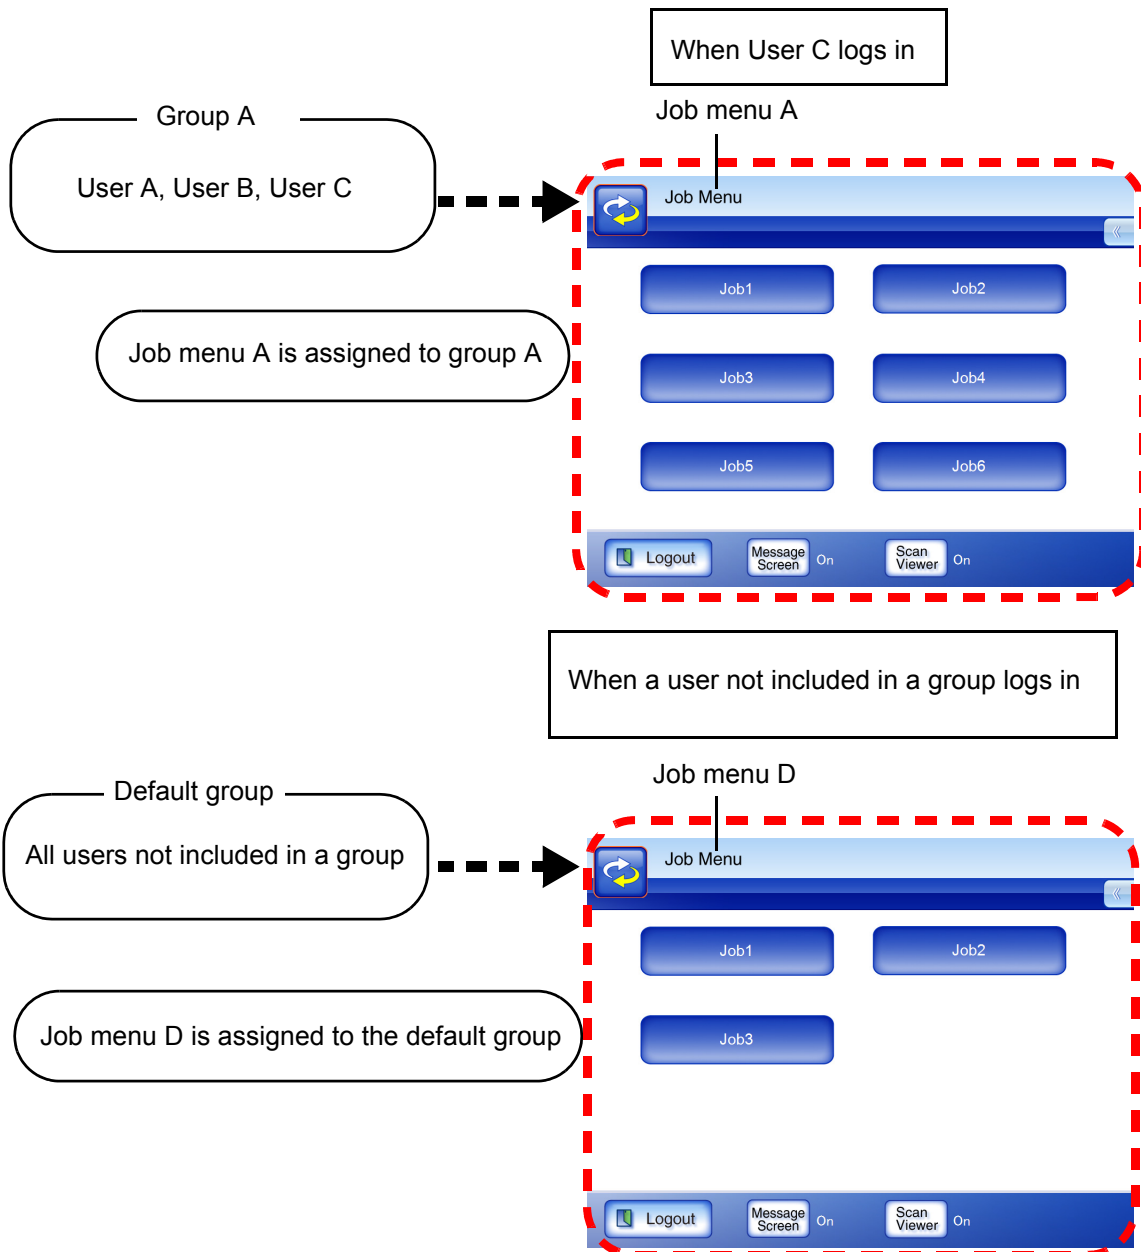 When User C logs in
Group A
Job menu A
User A, User B, User C
Job Menu
Job1
Job2
Job menu A is assigned to group A
Job3
Job4
Job5
Job6
Logout
Message
Screen
On
Scan
Viewer
On
When a user not included in a group logs in
Job menu D
Default group
All users not included in a group
Job Menu
Job1
Job2
Job menu D is assigned to the default group
Job3
Logout
Message
Screen
On
Scan
Viewer
On